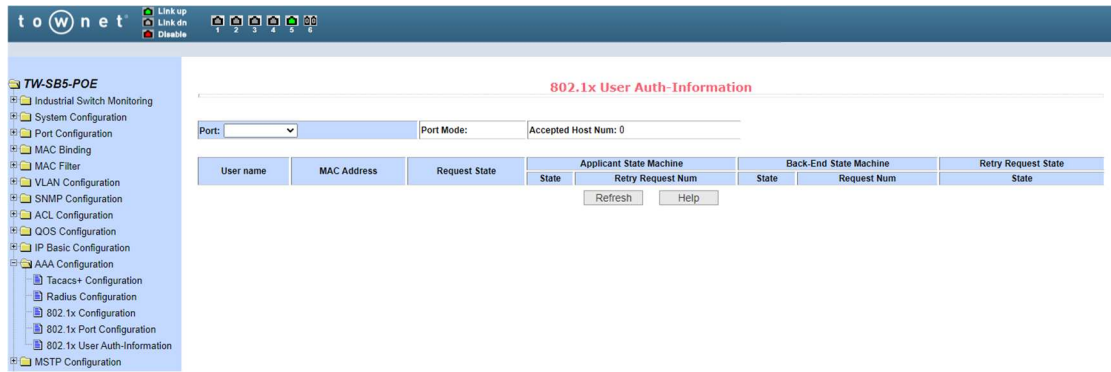 townet
Link up
Link dn
Disable
1 2 3 4 5 6
TW-SB5-POE
Industrial Switch Monitoring
System Configuration
Port Configuration
MAC Binding
MAC Filter
VLAN Configuration
SNMP Configuration
ACL Configuration
QOS Configuration
IP Basic Configuration
AAA Configuration
Tacacs+ Configuration
Radius Configuration
802.1x Configuration
802.1x Port Configuration
802.1x User Auth-Information
MSTP Configuration
802.1x User Auth-Information
Port: Port Mode: Accepted Host Num: 0
User name MAC Address Request State Applicant State Machine Back-End State Machine Retry Request State
State Retry Request Num State Request Num State
Refresh Help